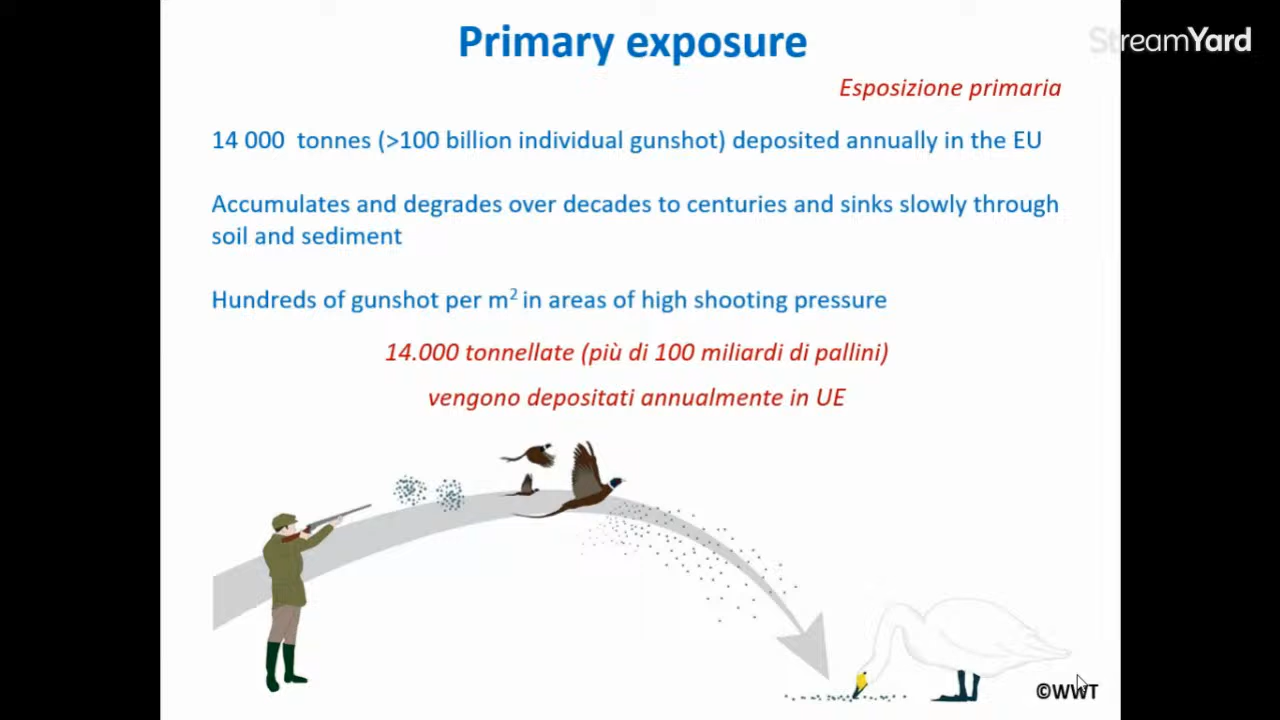 Primary exposure
StreamYard
Esposizione primaria
14 000 tonnes (>100 billion individual gunshot) deposited annually in the EU
Accumulates and degrades over decades to centuries and sinks slowly through
soil and sediment
Hundreds of gunshot per m² in areas of high shooting pressure
14.000 tonnellate (più di 100 miliardi di pallini)
vengono depositati annualmente in UE
©WWT